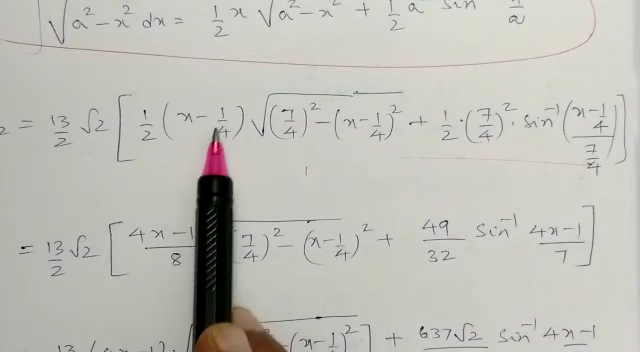 √a²-x² dx = 1/2 x √a²-x² + 1/2 a² sin⁻¹ x/a
2 = 13/2 √2 [ 1/2 (x - 1/4) √(7/4)² - (x - 1/4)² + 1/2 · (7/4)² · sin⁻¹ ( x - 1/4 / 7/4 ) ]
= 13/2 √2 [ 4x-1/8 (7/4)² - (x - 1/4)² + 49/32 sin⁻¹ 4x-1/7 ]
(x - 1/4)² ] + 637√2 sin⁻¹ 4x-1